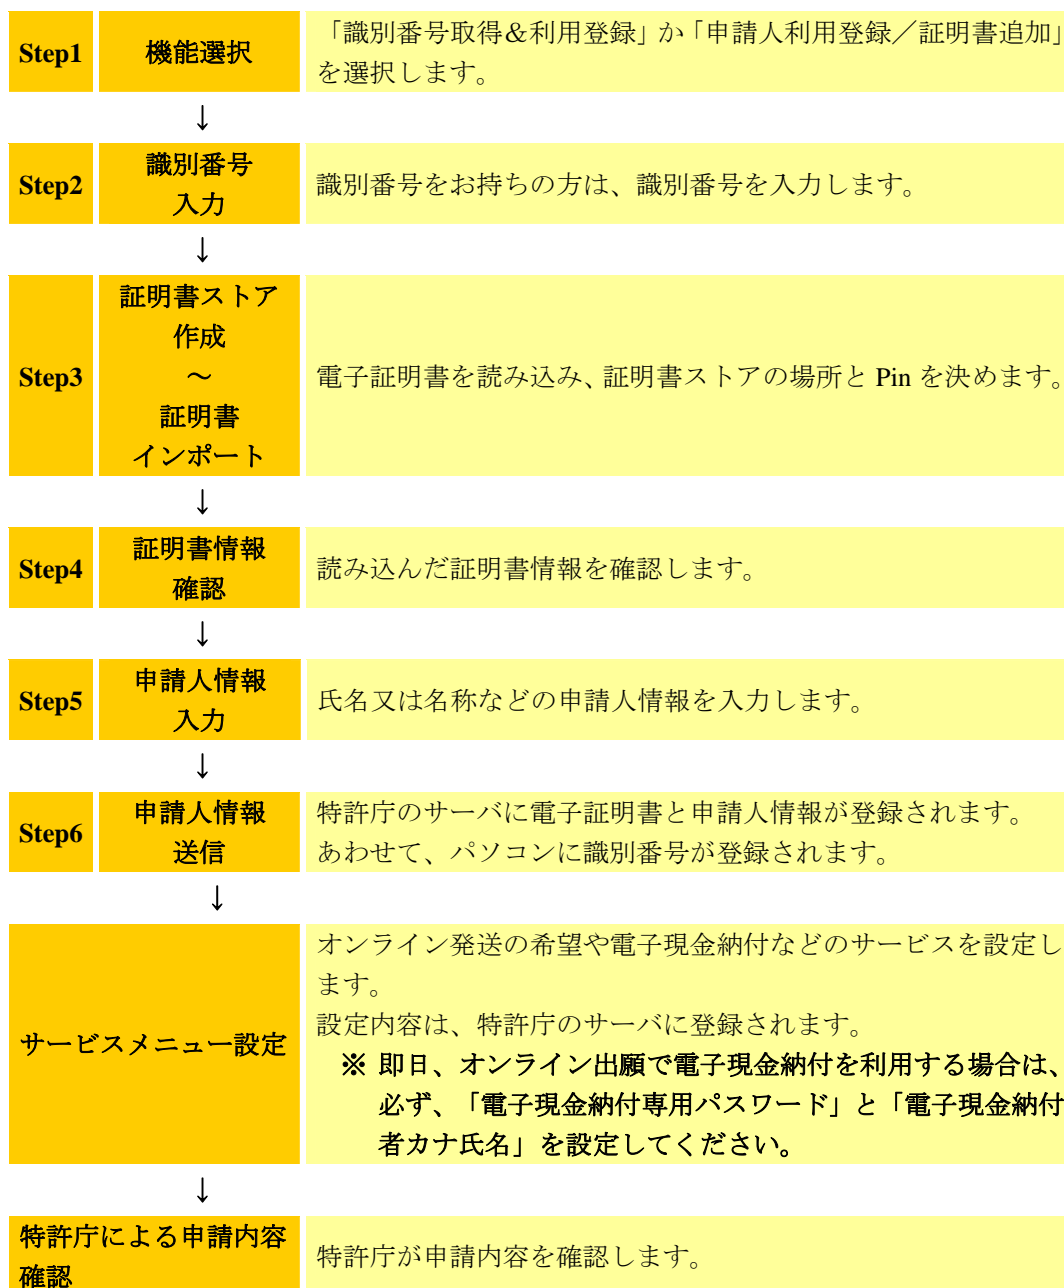 Step1
機能選択
「識別番号取得&利用登録」か「申請人利用登録/証明書追加」
を選択します。
↓
Step2
識別番号
入力
識別番号をお持ちの方は、識別番号を入力します。
↓
Step3
証明書ストア
作成
~
証明書
インポート
電子証明書を読み込み、証明書ストアの場所と Pin を決めます。
↓
Step4
証明書情報
確認
読み込んだ証明書情報を確認します。
↓
Step5
申請人情報
入力
氏名又は名称などの申請人情報を入力します。
↓
Step6
申請人情報
送信
特許庁のサーバに電子証明書と申請人情報が登録されます。
あわせて、パソコンに識別番号が登録されます。
↓
サービスメニュー設定
オンライン発送の希望や電子現金納付などのサービスを設定し
ます。
設定内容は、特許庁のサーバに登録されます。
※ 即日、オンライン出願で電子現金納付を利用する場合は、
必ず、「電子現金納付専用パスワード」と「電子現金納付
者カナ氏名」を設定してください。
↓
特許庁による申請内容
確認
特許庁が申請内容を確認します。